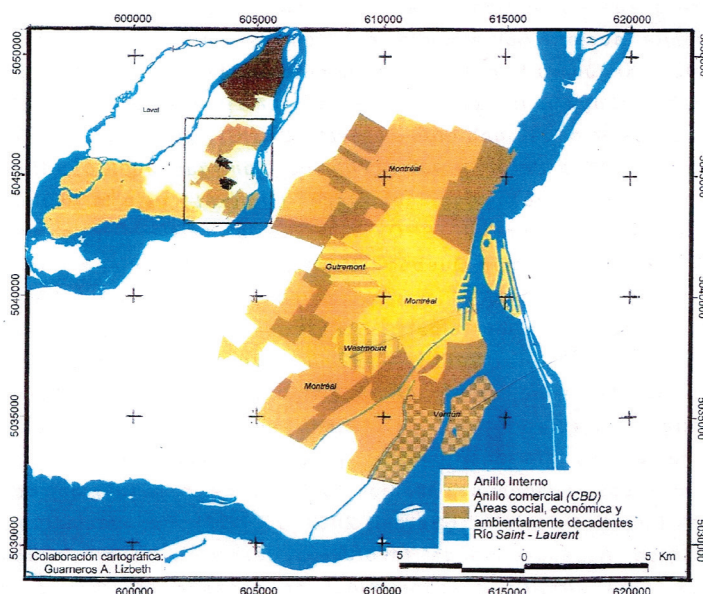 600000 605000 610000 615000 620000
5050000
5045000
5040000
5035000
5030000
Laval
Montréal
Outremont
Montréal
Westmount
Montréal
Verdun
Anillo Interno
Anillo comercial (CBD)
Áreas social, económica y
ambientalmente decadentes
Río Saint - Laurent
Colaboración cartográfica:
Guarneros A. Lizbeth
5 0 5 Km
600000 605000 610000 615000 620000